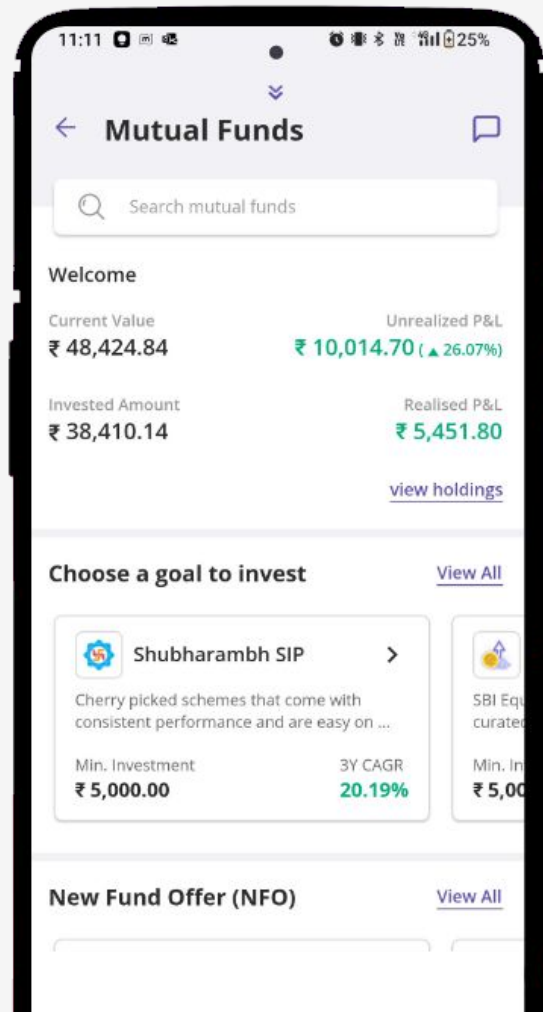 11:11 25%
Mutual Funds
Search mutual funds
Welcome
Current Value Unrealized P&L
₹ 48,424.84 ₹ 10,014.70 ( ▲ 26.07%)
Invested Amount Realised P&L
₹ 38,410.14 ₹ 5,451.80
view holdings
Choose a goal to invest View All
Shubharambh SIP
Cherry picked schemes that come with SBI Equ
consistent performance and are easy on ... curated
Min. Investment 3Y CAGR Min. In
₹ 5,000.00 20.19% ₹ 5,00
New Fund Offer (NFO) View All